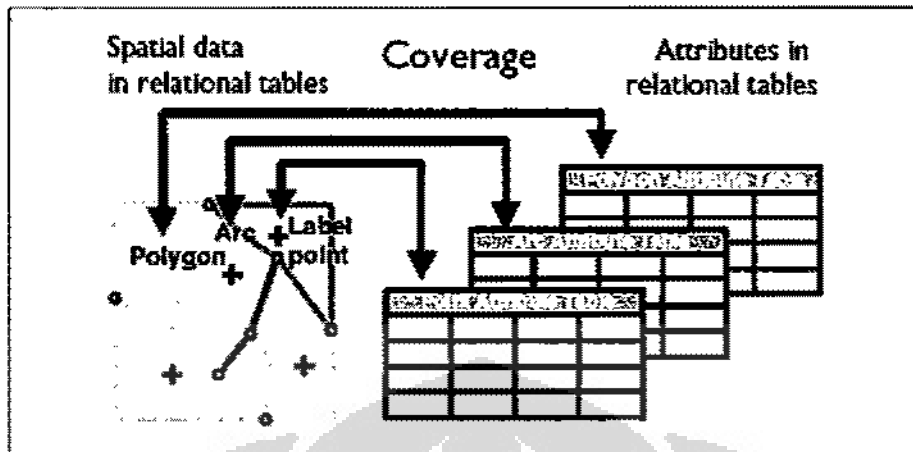 Spatial data
in relational tables
Coverage
Attributes in
relational tables
Arc
Label
Polygon
point